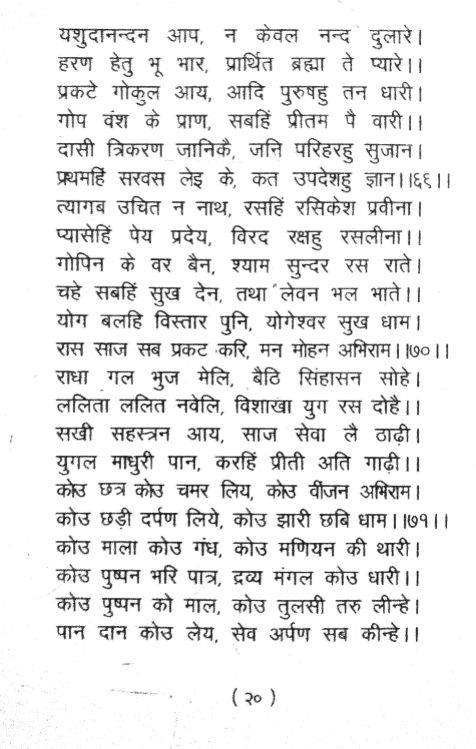 यशुदानन्दन आप, न केवल नन्द दुलारे।
हरण हेतु भू भार, प्रार्थित ब्रह्मा ते प्यारे।।
प्रकटे गोकुल आय, आदि पुरुषहु तन धारी।
गोप वंश के प्राण, सबहिं प्रीतम पै वारी।।
दासी त्रिकरण जानिकै, जनि परिहरहु सुजान।
प्रथमहिं सरवस लेइ के, कत उपदेशहु ज्ञान।।६९।।
त्यागब उचित न नाथ, रसहिं रसिकेश प्रवीना।
प्यासेहिं पेय प्रदेय, विरद रक्षहु रसलीना।।
गोपिन के वर बैन, श्याम सुन्दर रस राते।
चहे सबहिं सुख देन, तथा लेवन भल भाते।।
योग बलहि विस्तार पुनि, योगेश्वर सुख धाम।
रास साज सब प्रकट करि, मन मोहन अभिराम।।७०।।
राधा गल भुज मेलि, बैठि सिंहासन सोहे।
ललिता ललित नवेलि, विशाखा युग रस दोहै।।
सखी सहस्त्रन आय, साज सेवा लै ठाढ़ी।
युगल माधुरी पान, करहिं प्रीती अति गाढ़ी।।
कोउ छत्र कोउ चमर लिय, कोउ वींजन अभिराम।
कोउ छड़ी दर्पण लिये, कोउ झारी छबि धाम।।७१।।
कोउ माला कोउ गंध, कोउ मणियन की थारी।
कोउ पुष्पन भरि पात्र, द्रव्य मंगल कोउ धारी।।
कोउ पुष्पन को माल, कोउ तुलसी तरु लीन्हे।
पान दान कोउ लेय, सेव अर्पण सब कीन्हे।।
(२०)